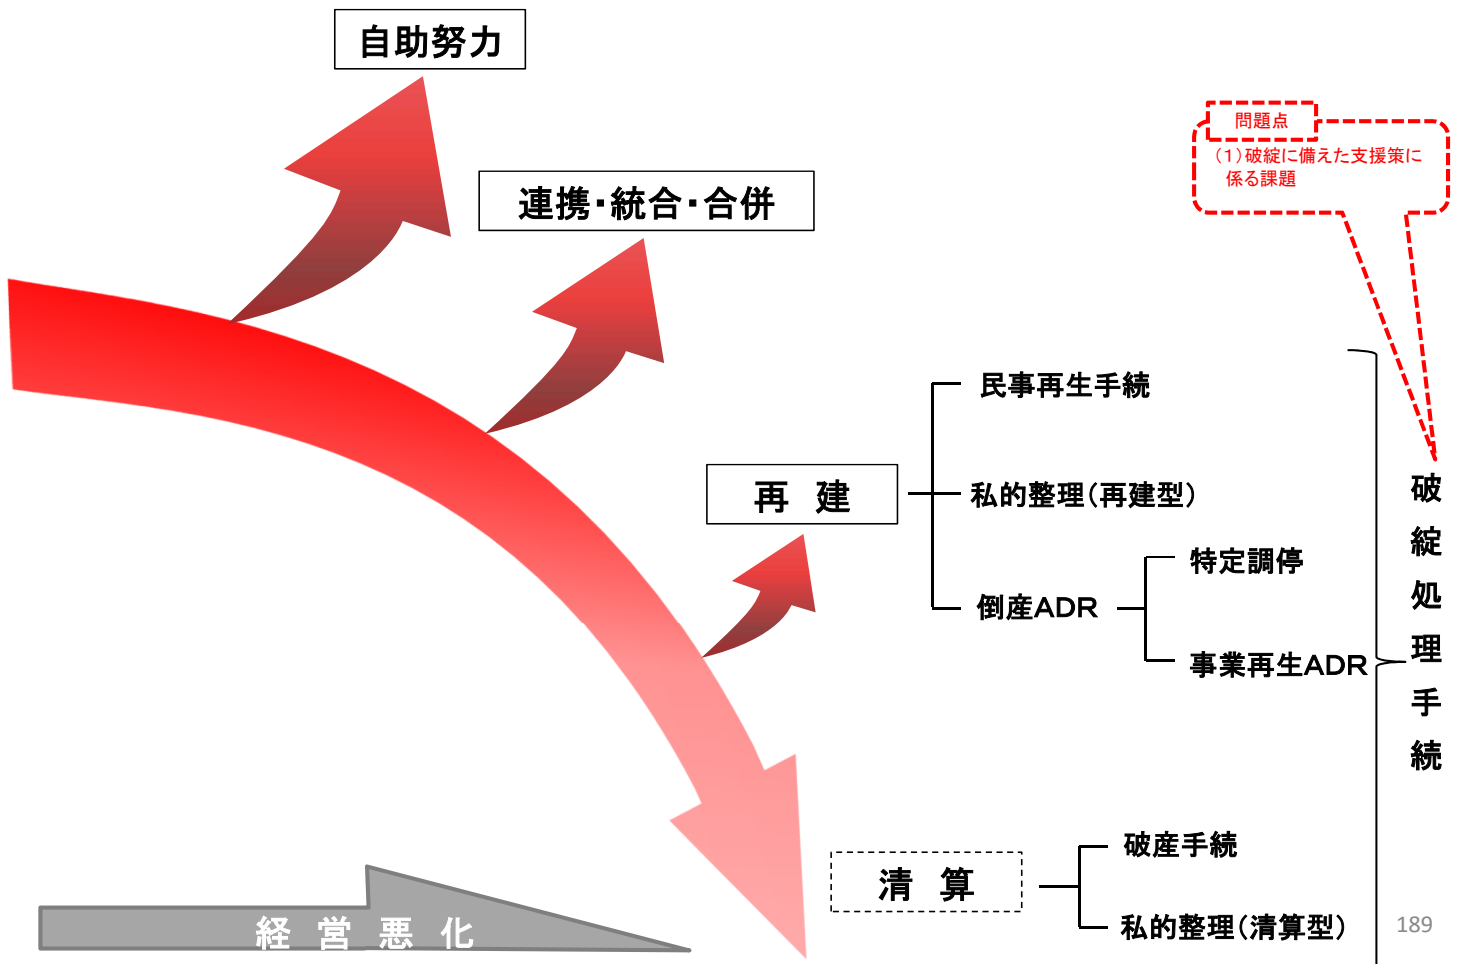 自助努力
連携・統合・合併
問題点
（１）破綻に備えた支援策に
係る課題
民事再生手続
再　建
私的整理（再建型）
倒産ＡＤＲ
特定調停
事業再生ＡＤＲ
破綻処理手続
清　算
破産手続
私的整理（清算型）
経　営　悪　化
189